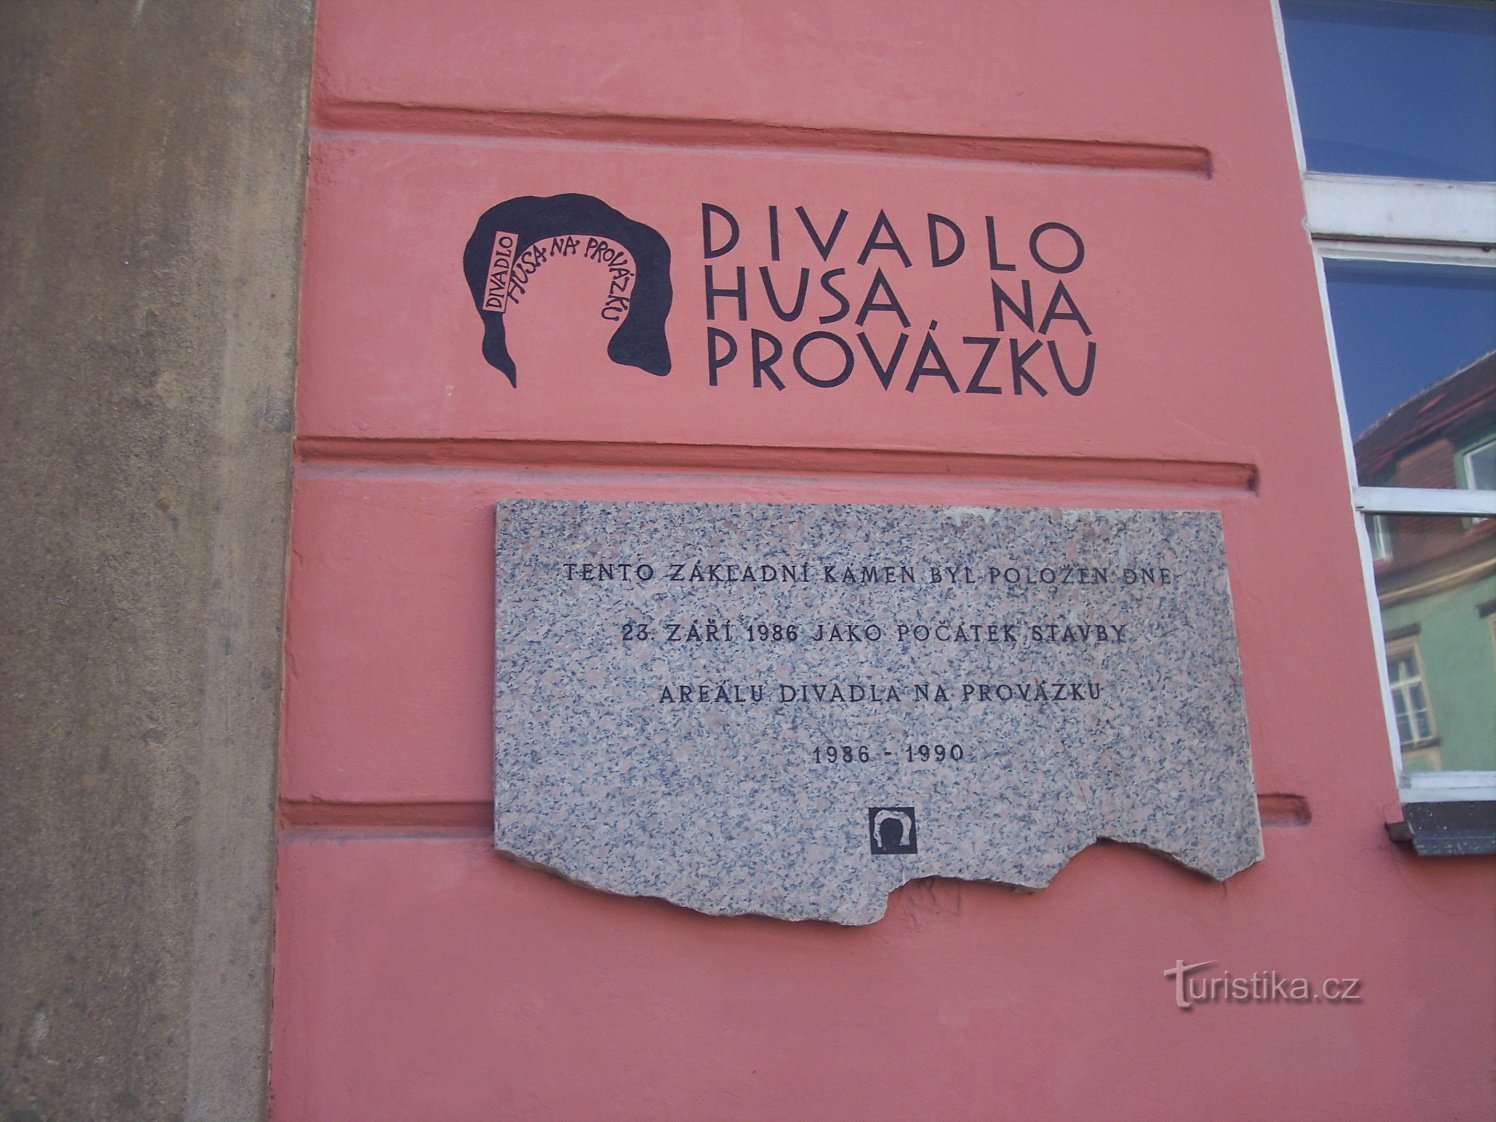 DIVADLO
HUSA NA PROVÁZKU
DIVADLO
HUSA NA
PROVÁZKU
TENTO ZÁKLADNÍ KÁMEN BYL POLOŽEN DNE
23. ZÁŘÍ 1986 JAKO POČÁTEK STAVBY
AREÁLU DIVADLA NA PROVÁZKU
1986 - 1990
Turistika.cz